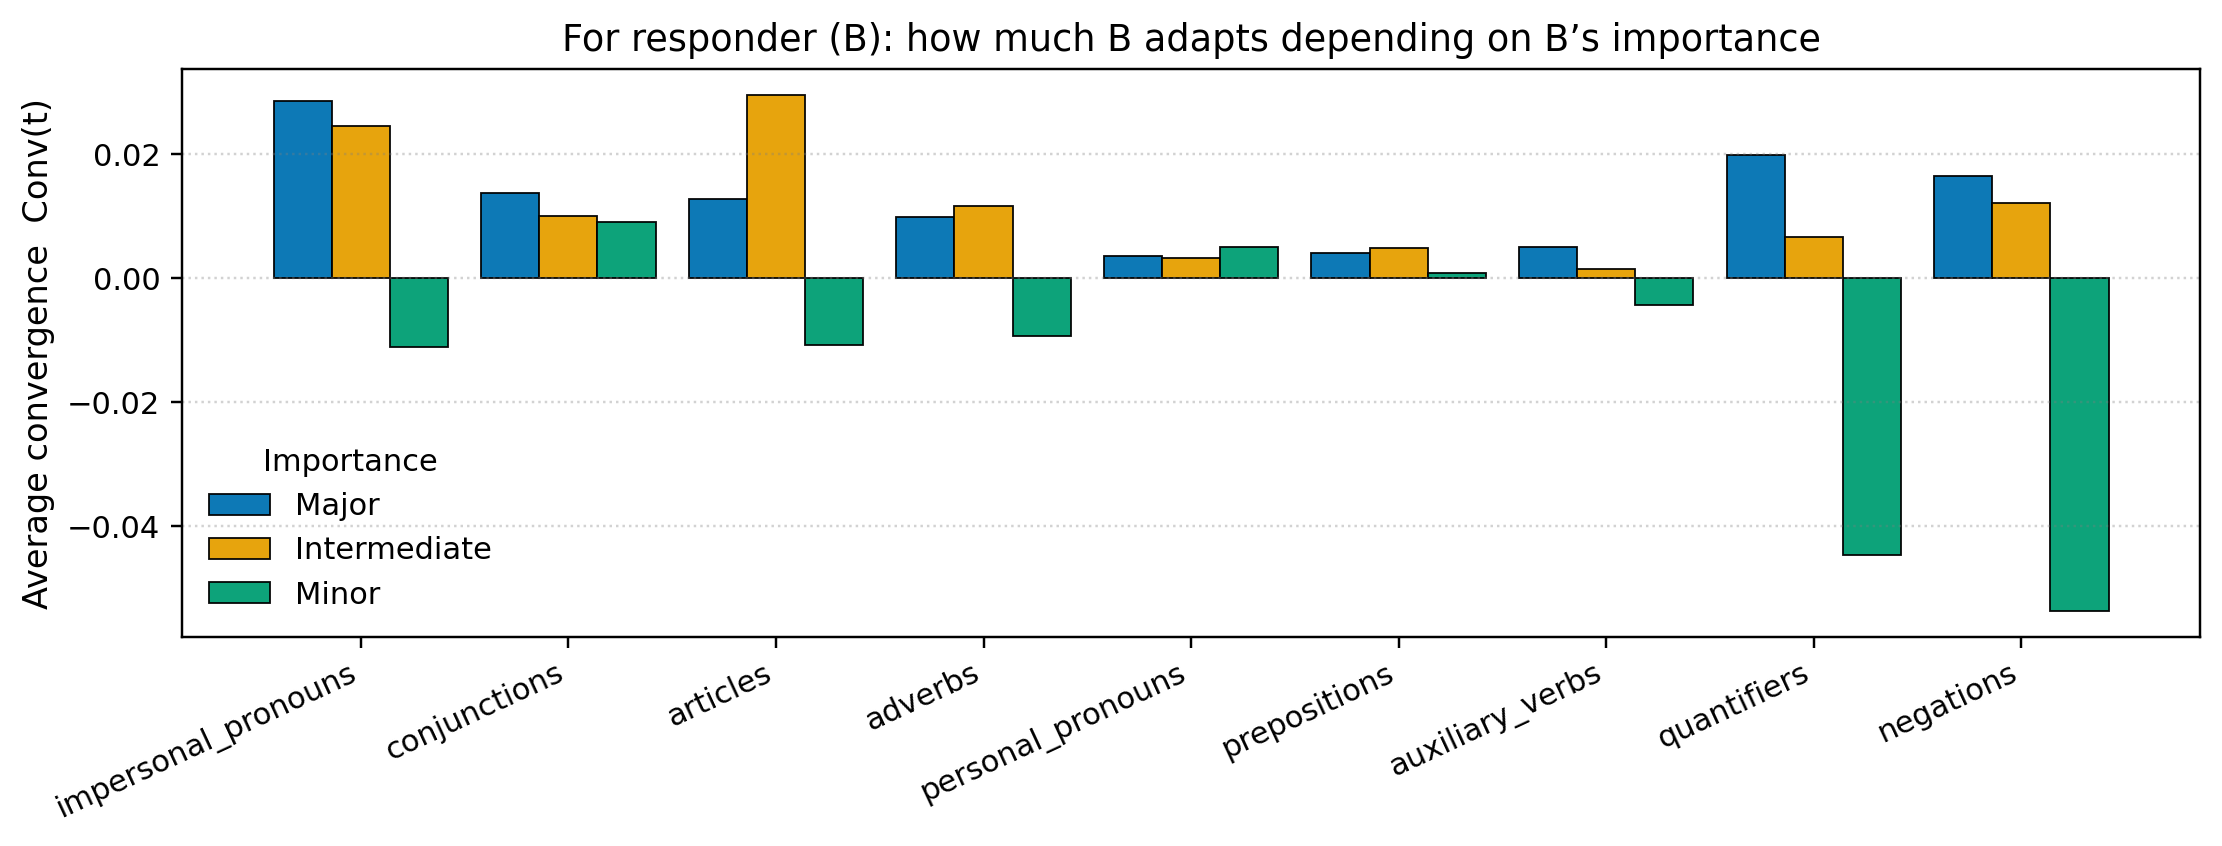 For responder (B): how much B adapts depending on B’s importance
Average convergence  Conv(t)
0.02
0.00
−0.02
−0.04
Importance
Major
Intermediate
Minor
impersonal_pronouns
conjunctions
articles
adverbs
personal_pronouns
prepositions
auxiliary_verbs
quantifiers
negations